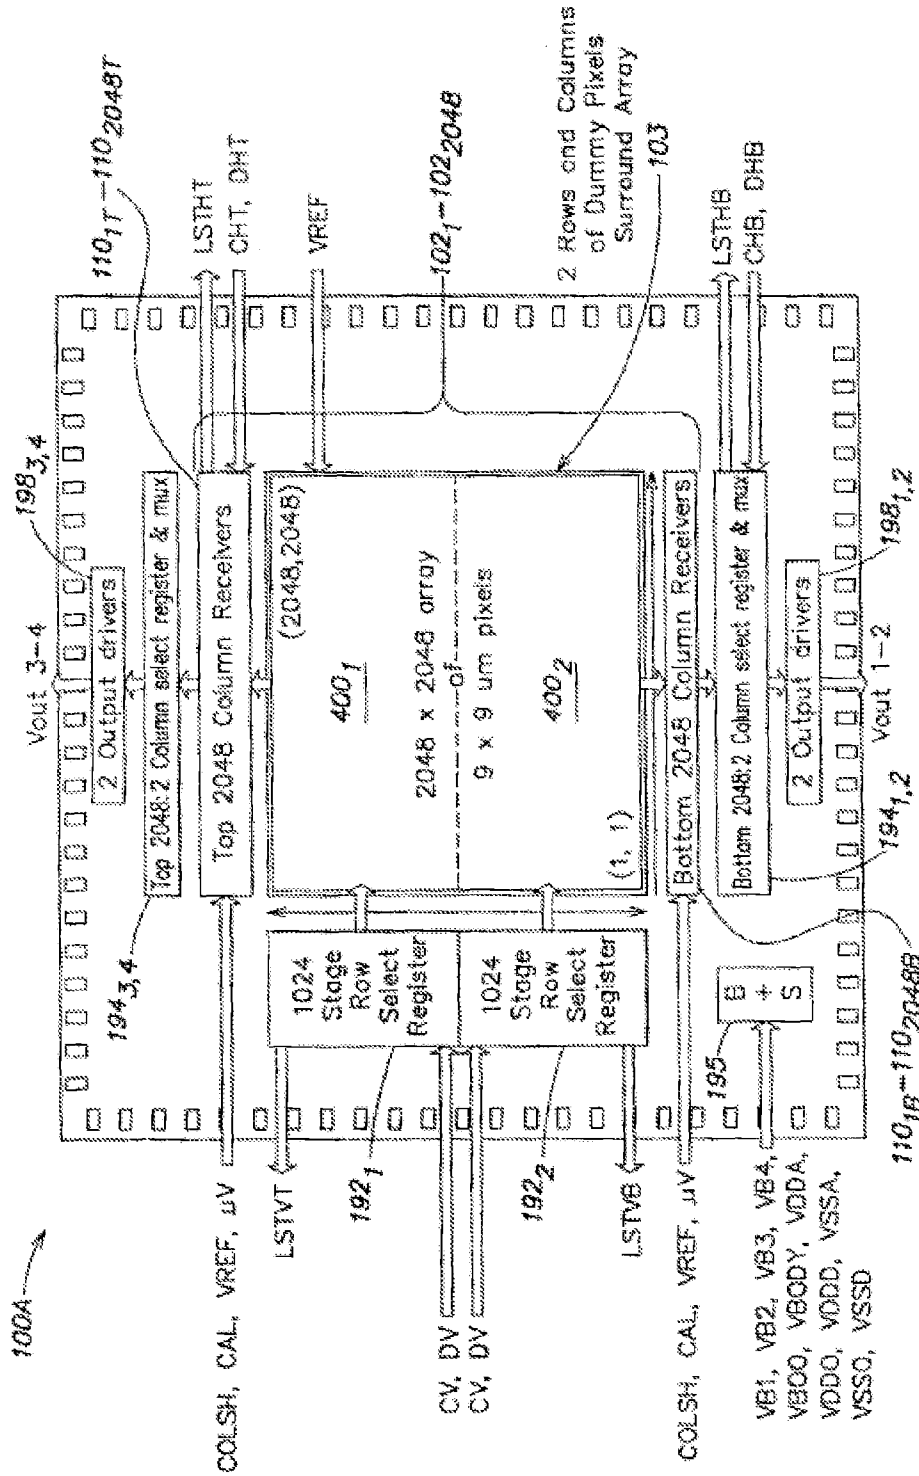 100A
Vout 3-4
198₃,₄
2 Output drivers
194₃,₄
Top 2048:2 Column select register & mux
110₁T-110₂₀₄₈T
COLSH, CAL, VREF, µV
Top 2048 Column Receivers
LSTHT
CHT, DHT
VREF
LSTVT
192₁
1024
Stage
Row
Select
Register
400₁
(2048,2048)
2048 x 2048 array
of
9 x 9 um pixels
400₂
(1, 1)
102₁-102₂₀₄₈
CV, DV
CV, DV
192₂
1024
Stage
Row
Select
Register
LSTVB
2 Rows and Columns
of Dummy Pixels
Surround Array
103
COLSH, CAL, VREF, µV
Bottom 2048 Column Receivers
LSTHB
CHB, DHB
195
B
+
S
Bottom 2048:2 Column select register & mux
2 Output drivers
198₁,₂
VB1, VB2, VB3, VB4,
VBOO, VBODY, VDDA,
VDDO, VDDD, VSSA,
VSSO, VSSD
110₁B-110₂₀₄₈B
194₁,₂
Vout 1-2